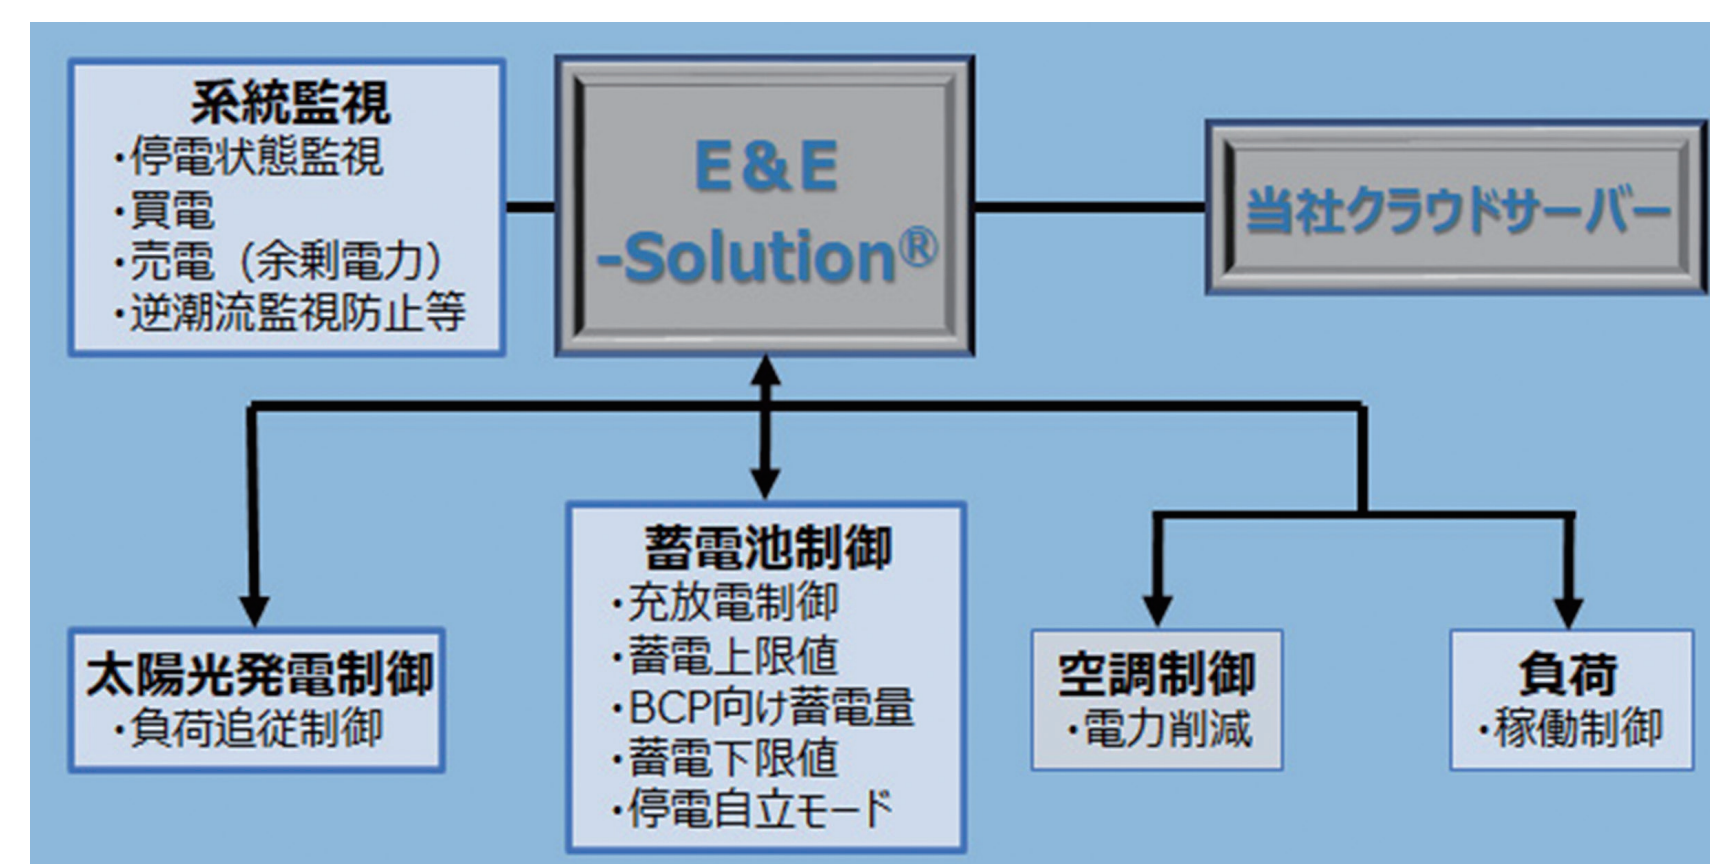 系統監視
・停電状態監視
・買電
・売電（余剰電力）
・逆潮流監視防止等
E&E
-Solution®
当社クラウドサーバー
太陽光発電制御
・負荷追従制御
蓄電池制御
・充放電制御
・蓄電上限値
・BCP向け蓄電量
・蓄電下限値
・停電自立モード
空調制御
・電力削減
負荷
・稼働制御